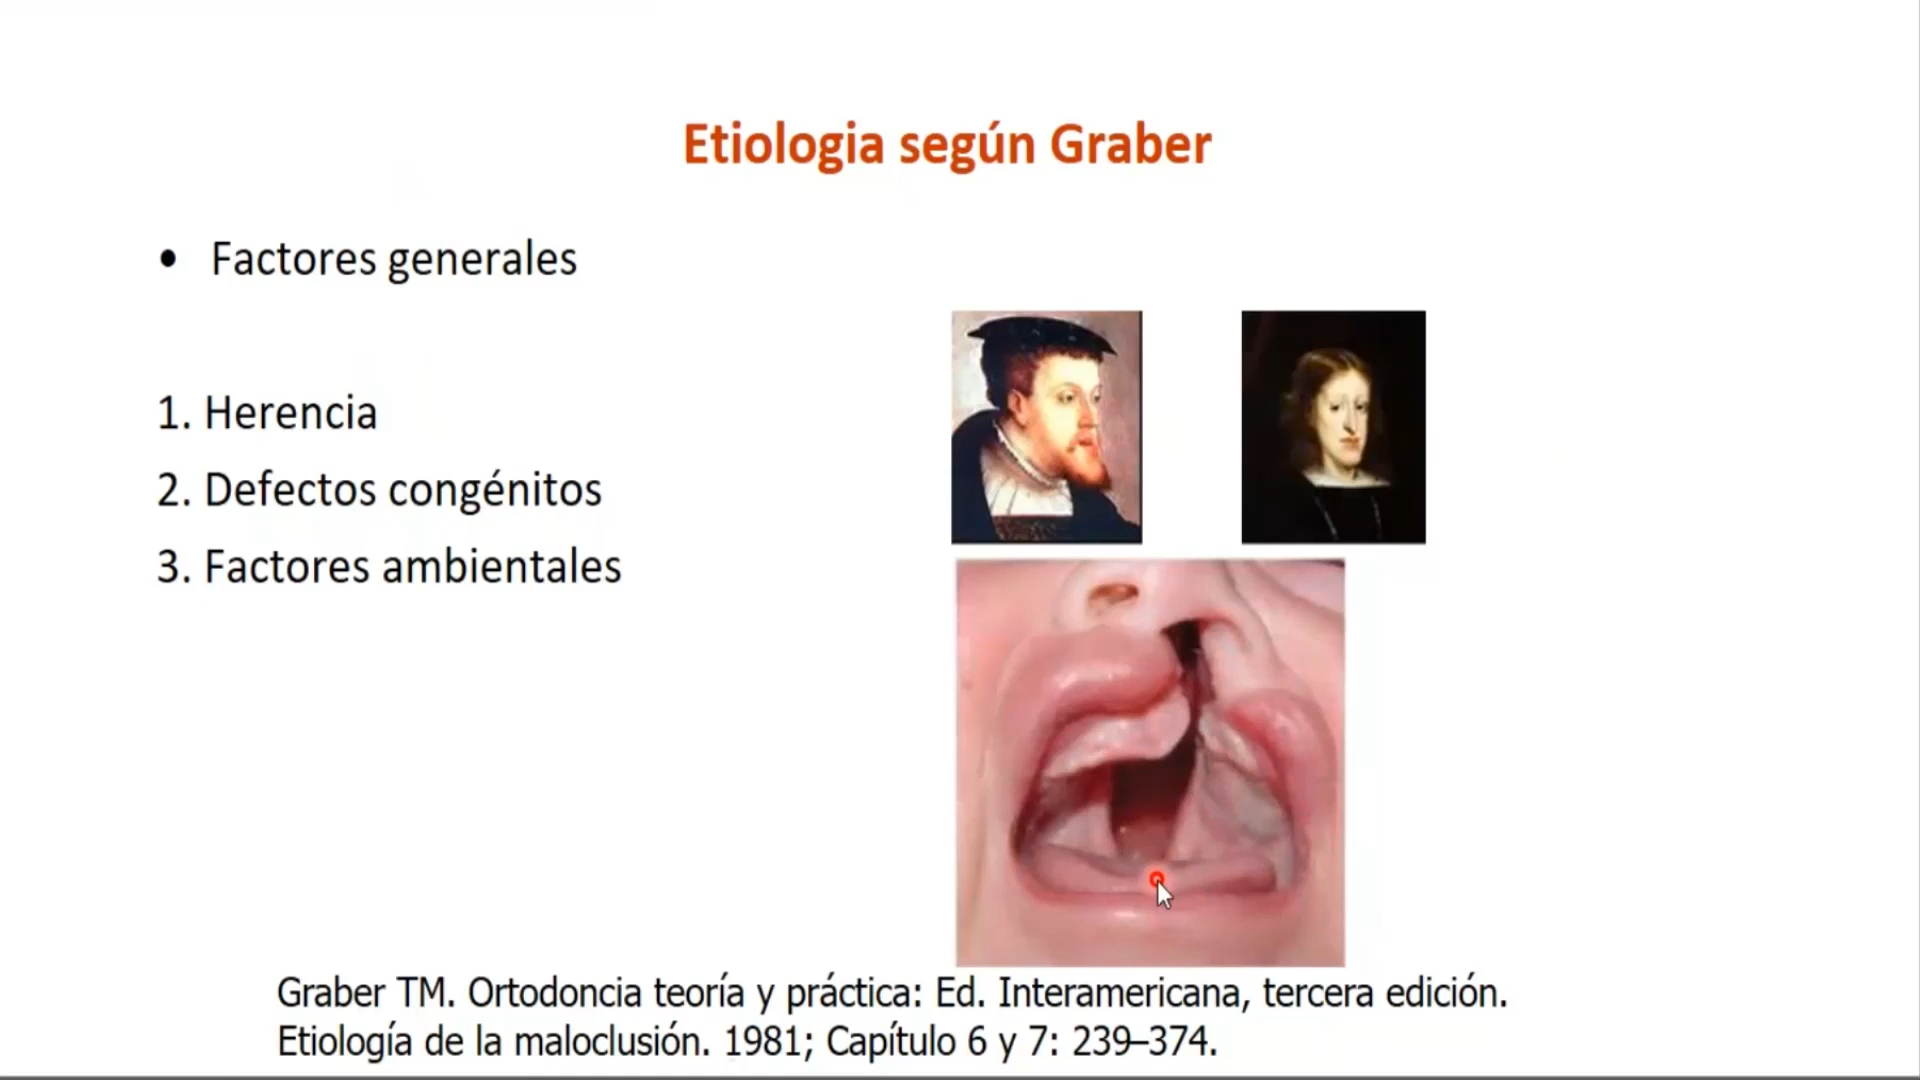 Etiologia según Graber
• Factores generales
1. Herencia
2. Defectos congénitos
3. Factores ambientales
Graber TM. Ortodoncia teoría y práctica: Ed. Interamericana, tercera edición.
Etiología de la maloclusión. 1981; Capítulo 6 y 7: 239–374.